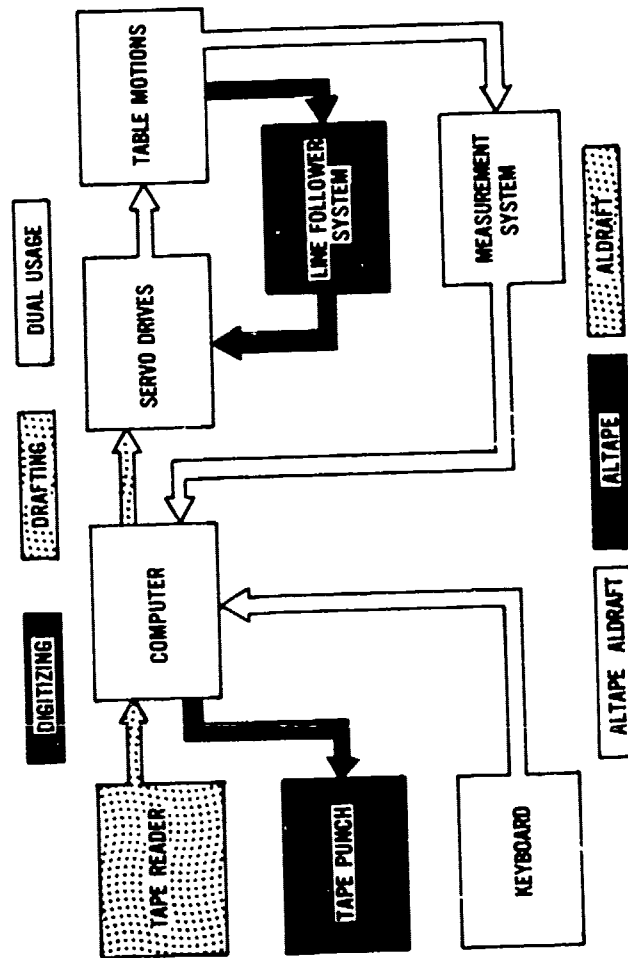 DIGITIZING
DRAFTING
DUAL USAGE
TAPE READER
COMPUTER
SERVO DRIVES
TABLE MOTIONS
TAPE PUNCH
LINE FOLLOWER
SYSTEM
KEYBOARD
MEASUREMENT
SYSTEM
ALTAPE ALDRAFT
ALTAPE
ALDRAFT